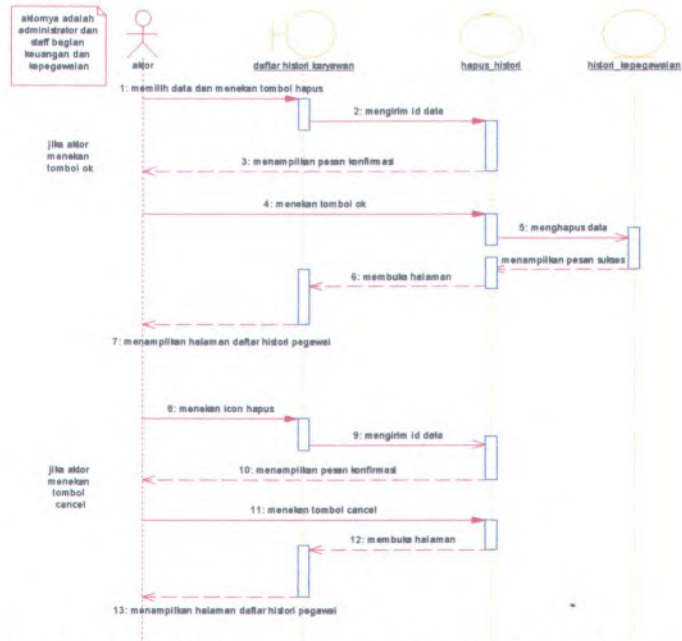 aktornya adalah
administrator dan
staff bagian
keuangan dan
kepegawaian
aktor
daftar histori karyawan
hapus_histori
histori_kepegawaian
1: memilih data dan menekan tombol hapus
2: mengirim id data
jika aktor
menekan
tombol ok
3: menampilkan pesan konfirmasi
4: menekan tombol ok
5: menghapus data
menampilkan pesan sukses
6: membuka halaman
7: menampilkan halaman daftar histori pegawai
8: menekan icon hapus
9: mengirim id data
jika aktor
menekan
tombol
cancel
10: menampilkan pesan konfirmasi
11: menekan tombol cancel
12: membuka halaman
13: menampilkan halaman daftar histori pegawai